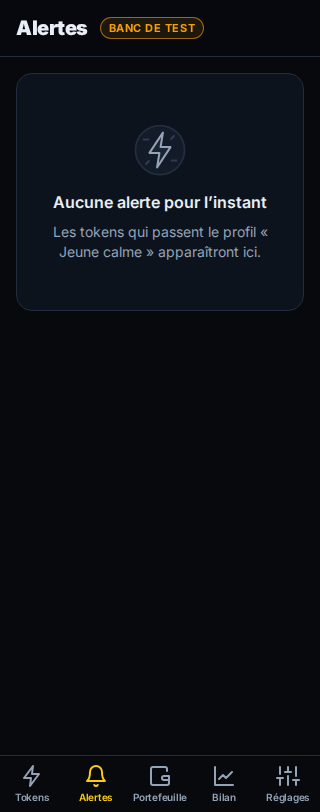 Alertes
BANC DE TEST
Aucune alerte pour l’instant
Les tokens qui passent le profil «
Jeune calme » apparaîtront ici.
Tokens
Alertes
Portefeuille
Bilan
Réglages